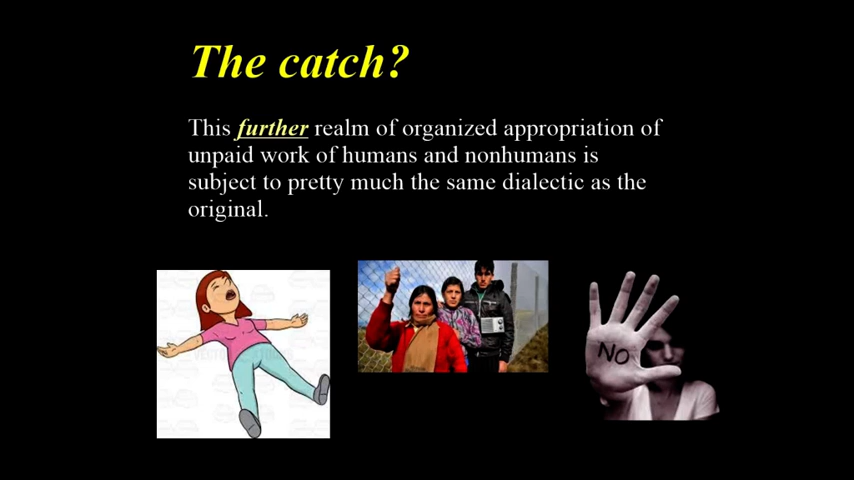 The catch?
This further realm of organized appropriation of
unpaid work of humans and nonhumans is
subject to pretty much the same dialectic as the
original.
NO